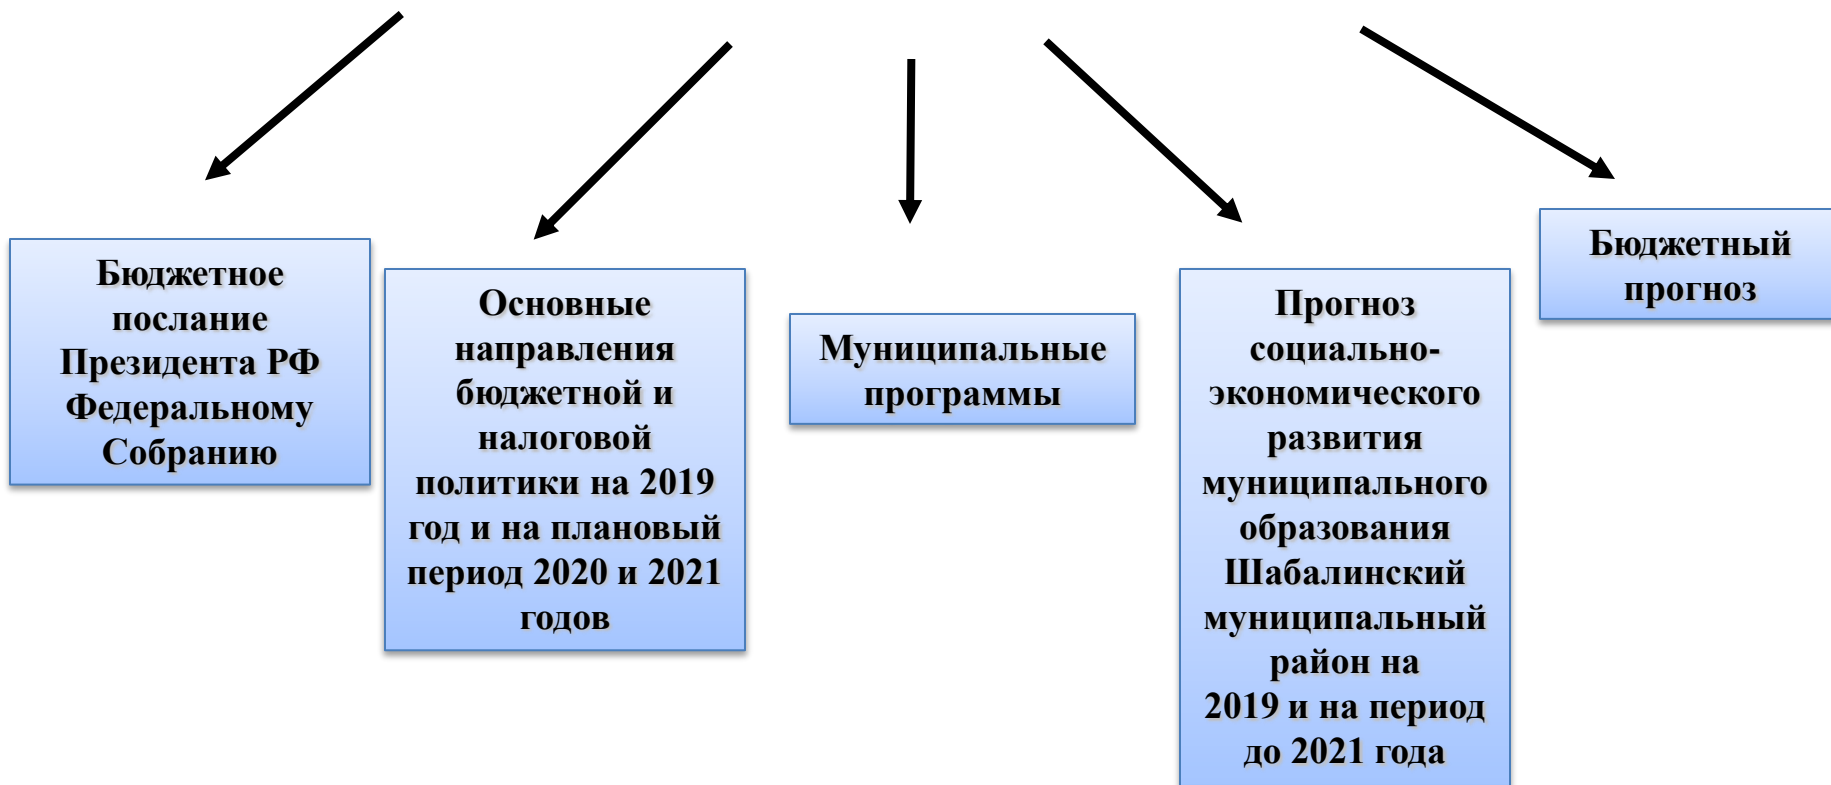 Бюджетное
послание
Президента РФ
Федеральному
Собранию
Основные
направления
бюджетной и
налоговой
политики на 2019
год и на плановый
период 2020 и 2021
годов
Муниципальные
программы
Прогноз
социально-
экономического
развития
муниципального
образования
Шабалинский
муниципальный
район на
2019 и на период
до 2021 года
Бюджетный
прогноз